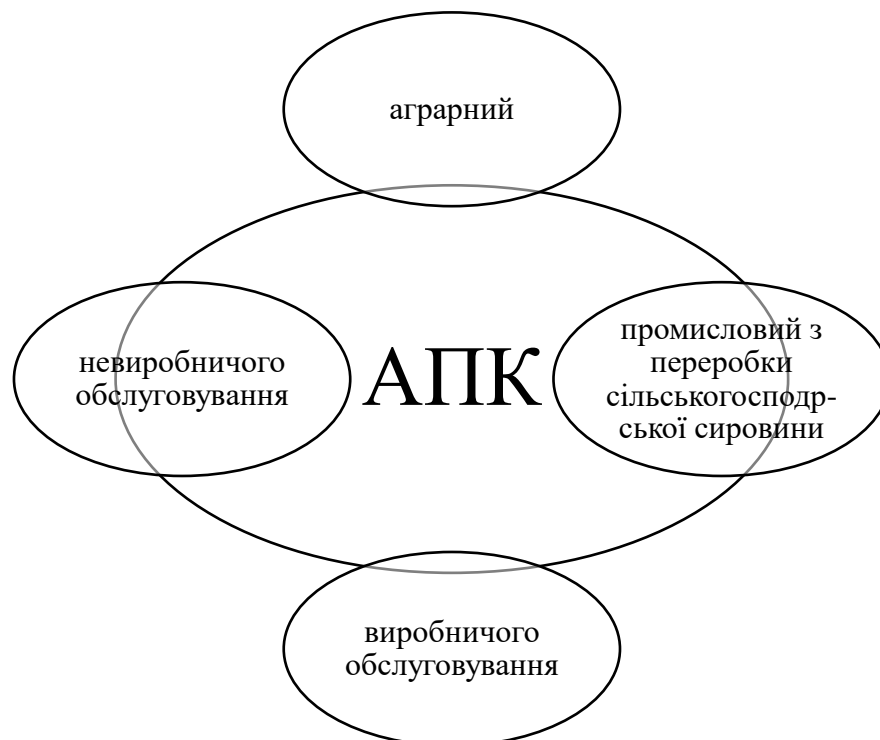 аграрний
невиробничого
обслуговування
АПК
промисловий з
переробки
сільськогосподр-
ської сировини
виробничого
обслуговування